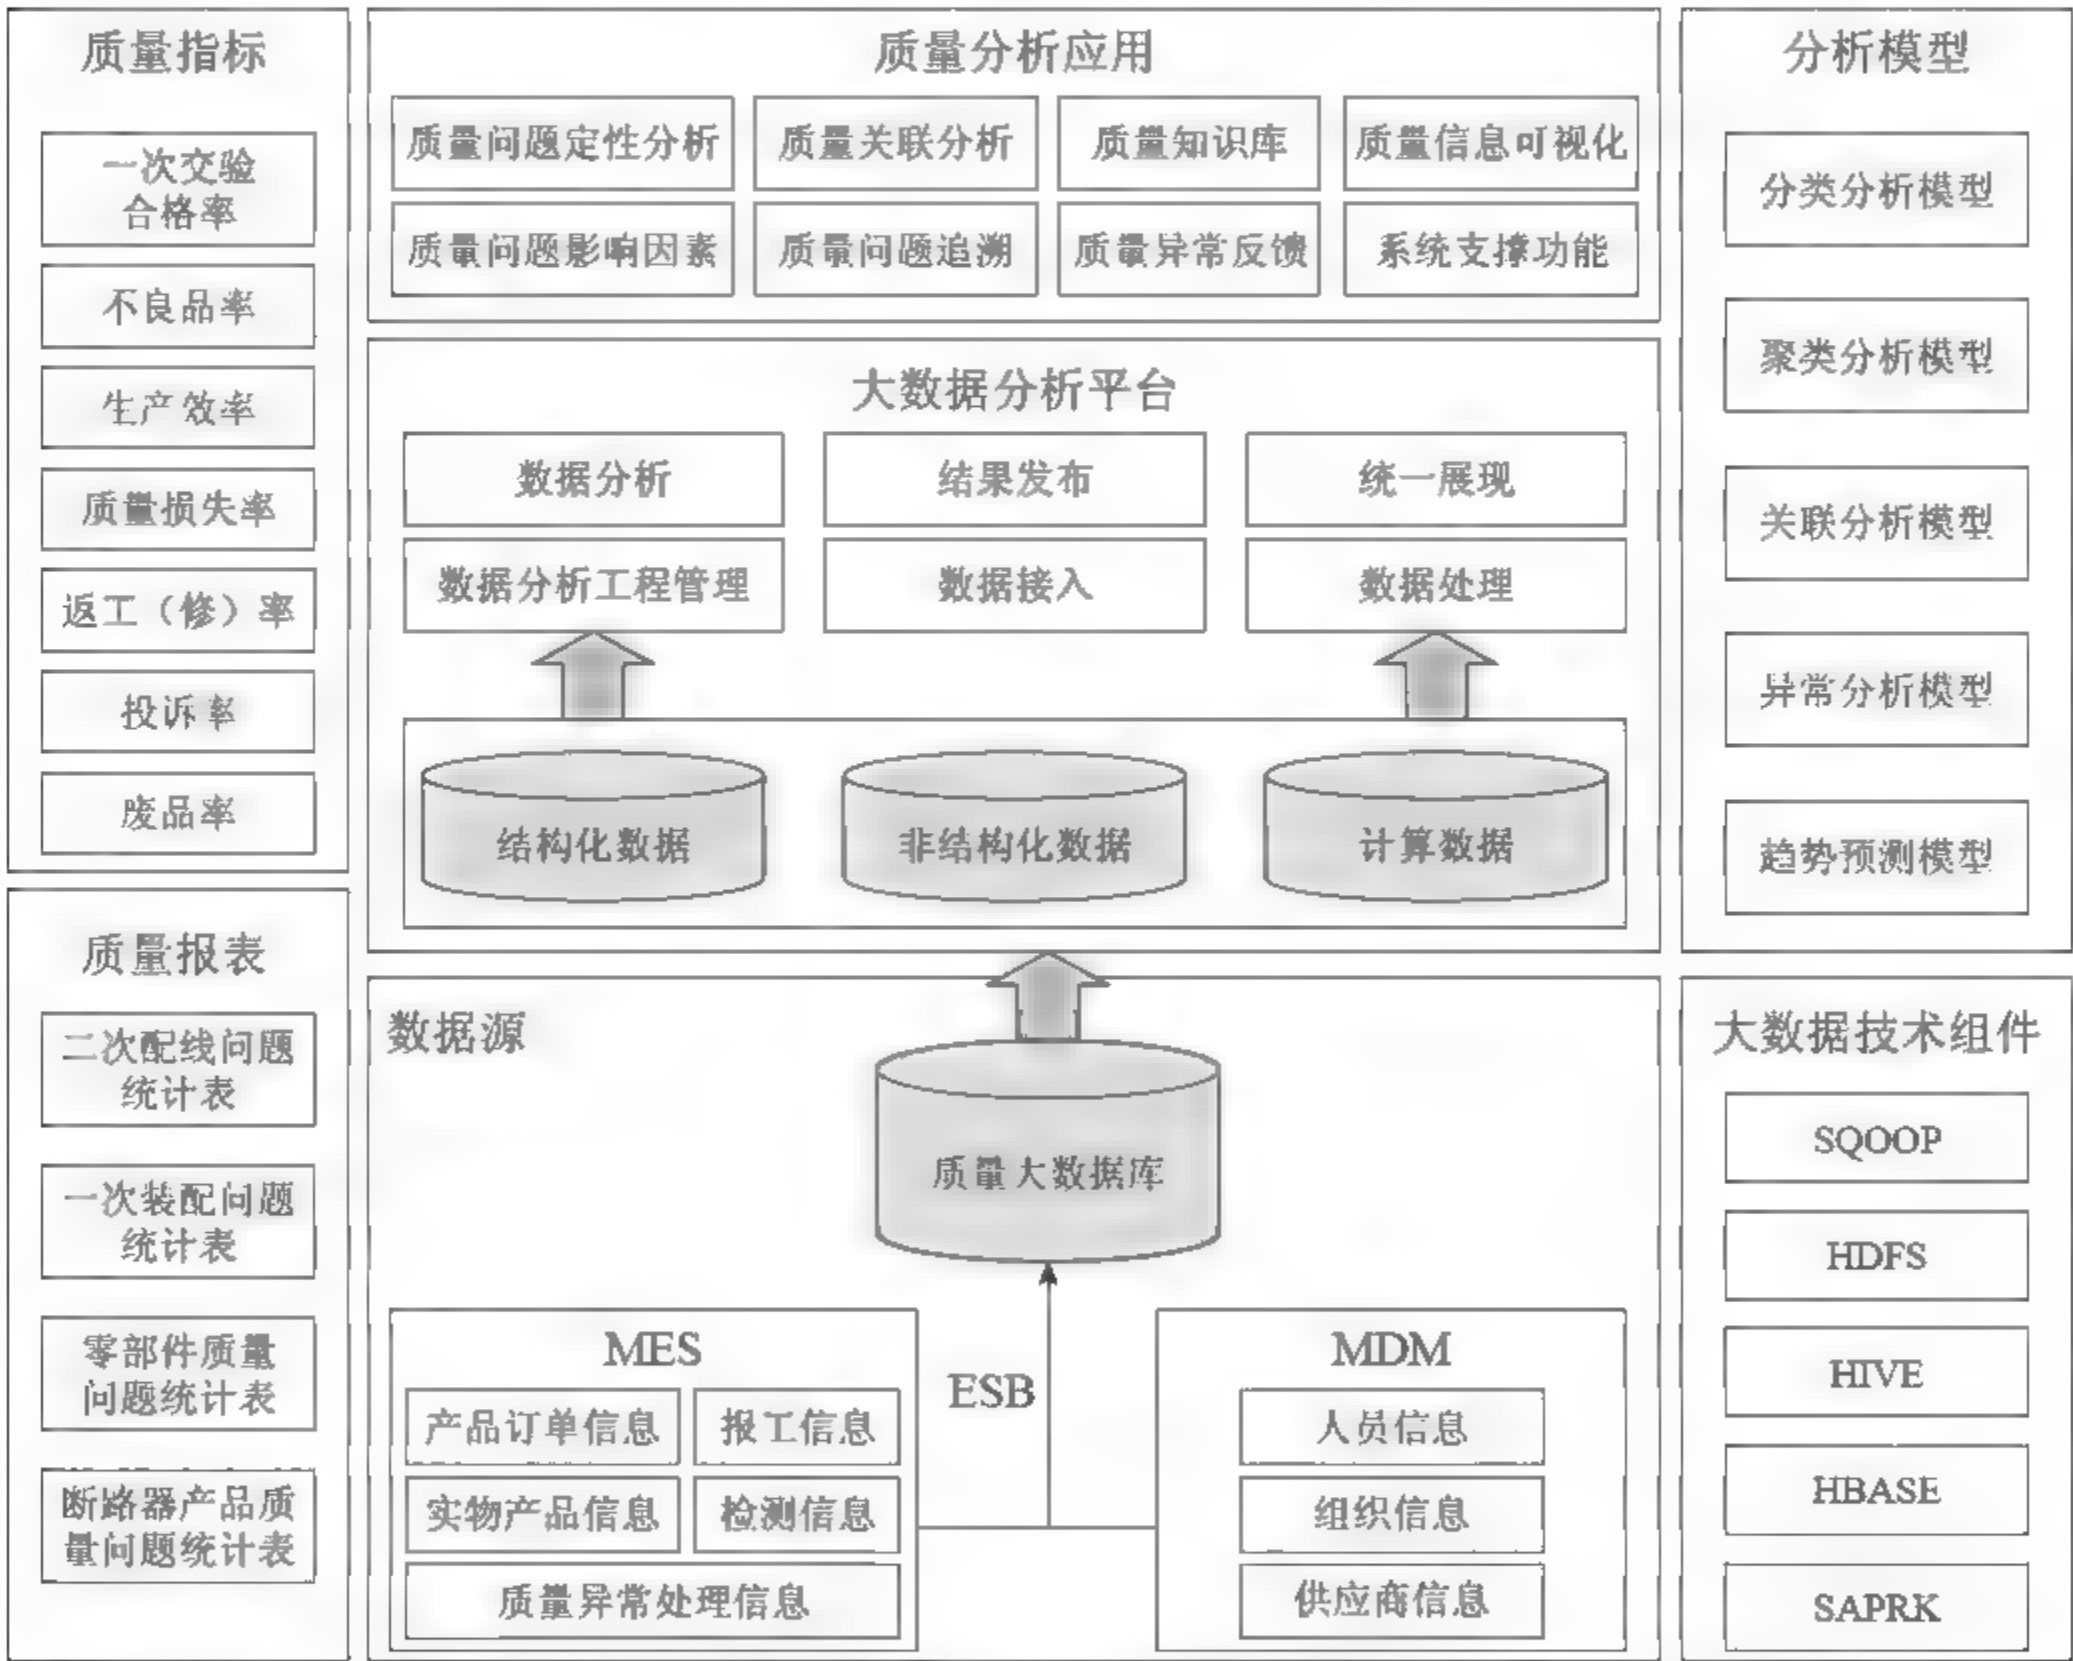 质量指标
一次交验
合格率
不良品率
生产效率
质量损失率
返工（修）率
投诉率
废品率
质量报表
二次配线问题
统计表
一次装配问题
统计表
零部件质量
问题统计表
断路器产品质
量问题统计表
质量分析应用
质量问题定性分析
质量关联分析
质量知识库
质量信息可视化
质量问题影响因素
质量问题追溯
质量异常反馈
系统支撑功能
大数据分析平台
数据分析
结果发布
统一展现
数据分析工程管理
数据接入
数据处理
结构化数据
非结构化数据
计算数据
数据源
质量大数据库
MES
产品订单信息
报工信息
实物产品信息
检测信息
质量异常处理信息
ESB
MDM
人员信息
组织信息
供应商信息
分析模型
分类分析模型
聚类分析模型
关联分析模型
异常分析模型
趋势预测模型
大数据技术组件
SQOOP
HDFS
HIVE
HBASE
SAPRK